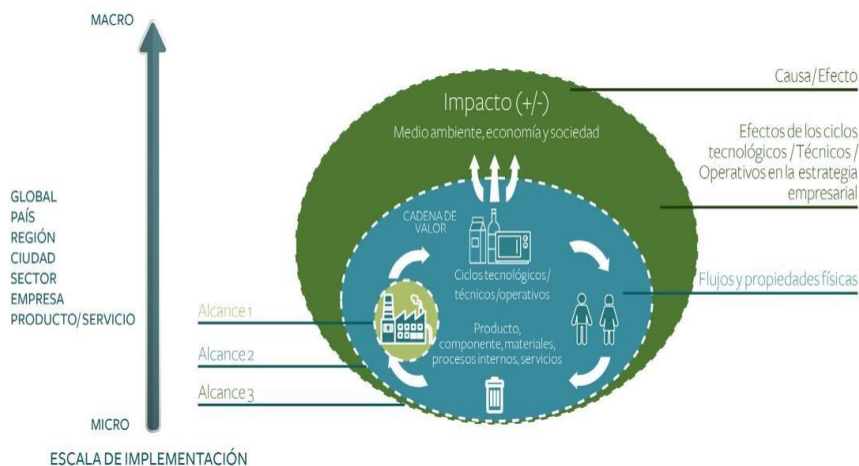 MACRO
GLOBAL
PAÍS
REGIÓN
CIUDAD
SECTOR
EMPRESA
PRODUCTO/SERVICIO
MICRO
ESCALA DE IMPLEMENTACIÓN
Alcance 1
Alcance 2
Alcance 3
Impacto (+/-)
Medio ambiente, economía y sociedad
CADENA DE
VALOR
Ciclos tecnológicos/
técnicos/operativos
Producto,
componente, materiales,
procesos internos, servicios
Causa/Efecto
Efectos de los ciclos
tecnológicos /Técnicos /
Operativos en la estrategia
empresarial
Flujos y propiedades físicas